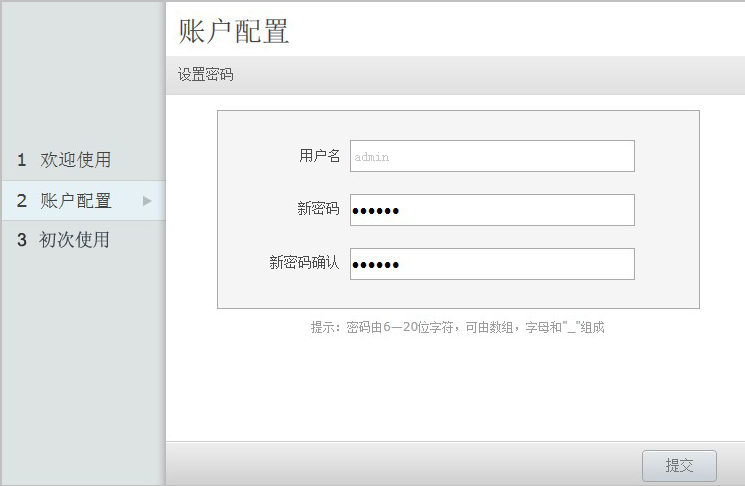 账户配置
设置密码
1 欢迎使用
2 账户配置
3 初次使用
用户名 admin
新密码 ●●●●●●
新密码确认 ●●●●●●
提示：密码由6—20位字符，可由数组，字母和"_"组成
提交